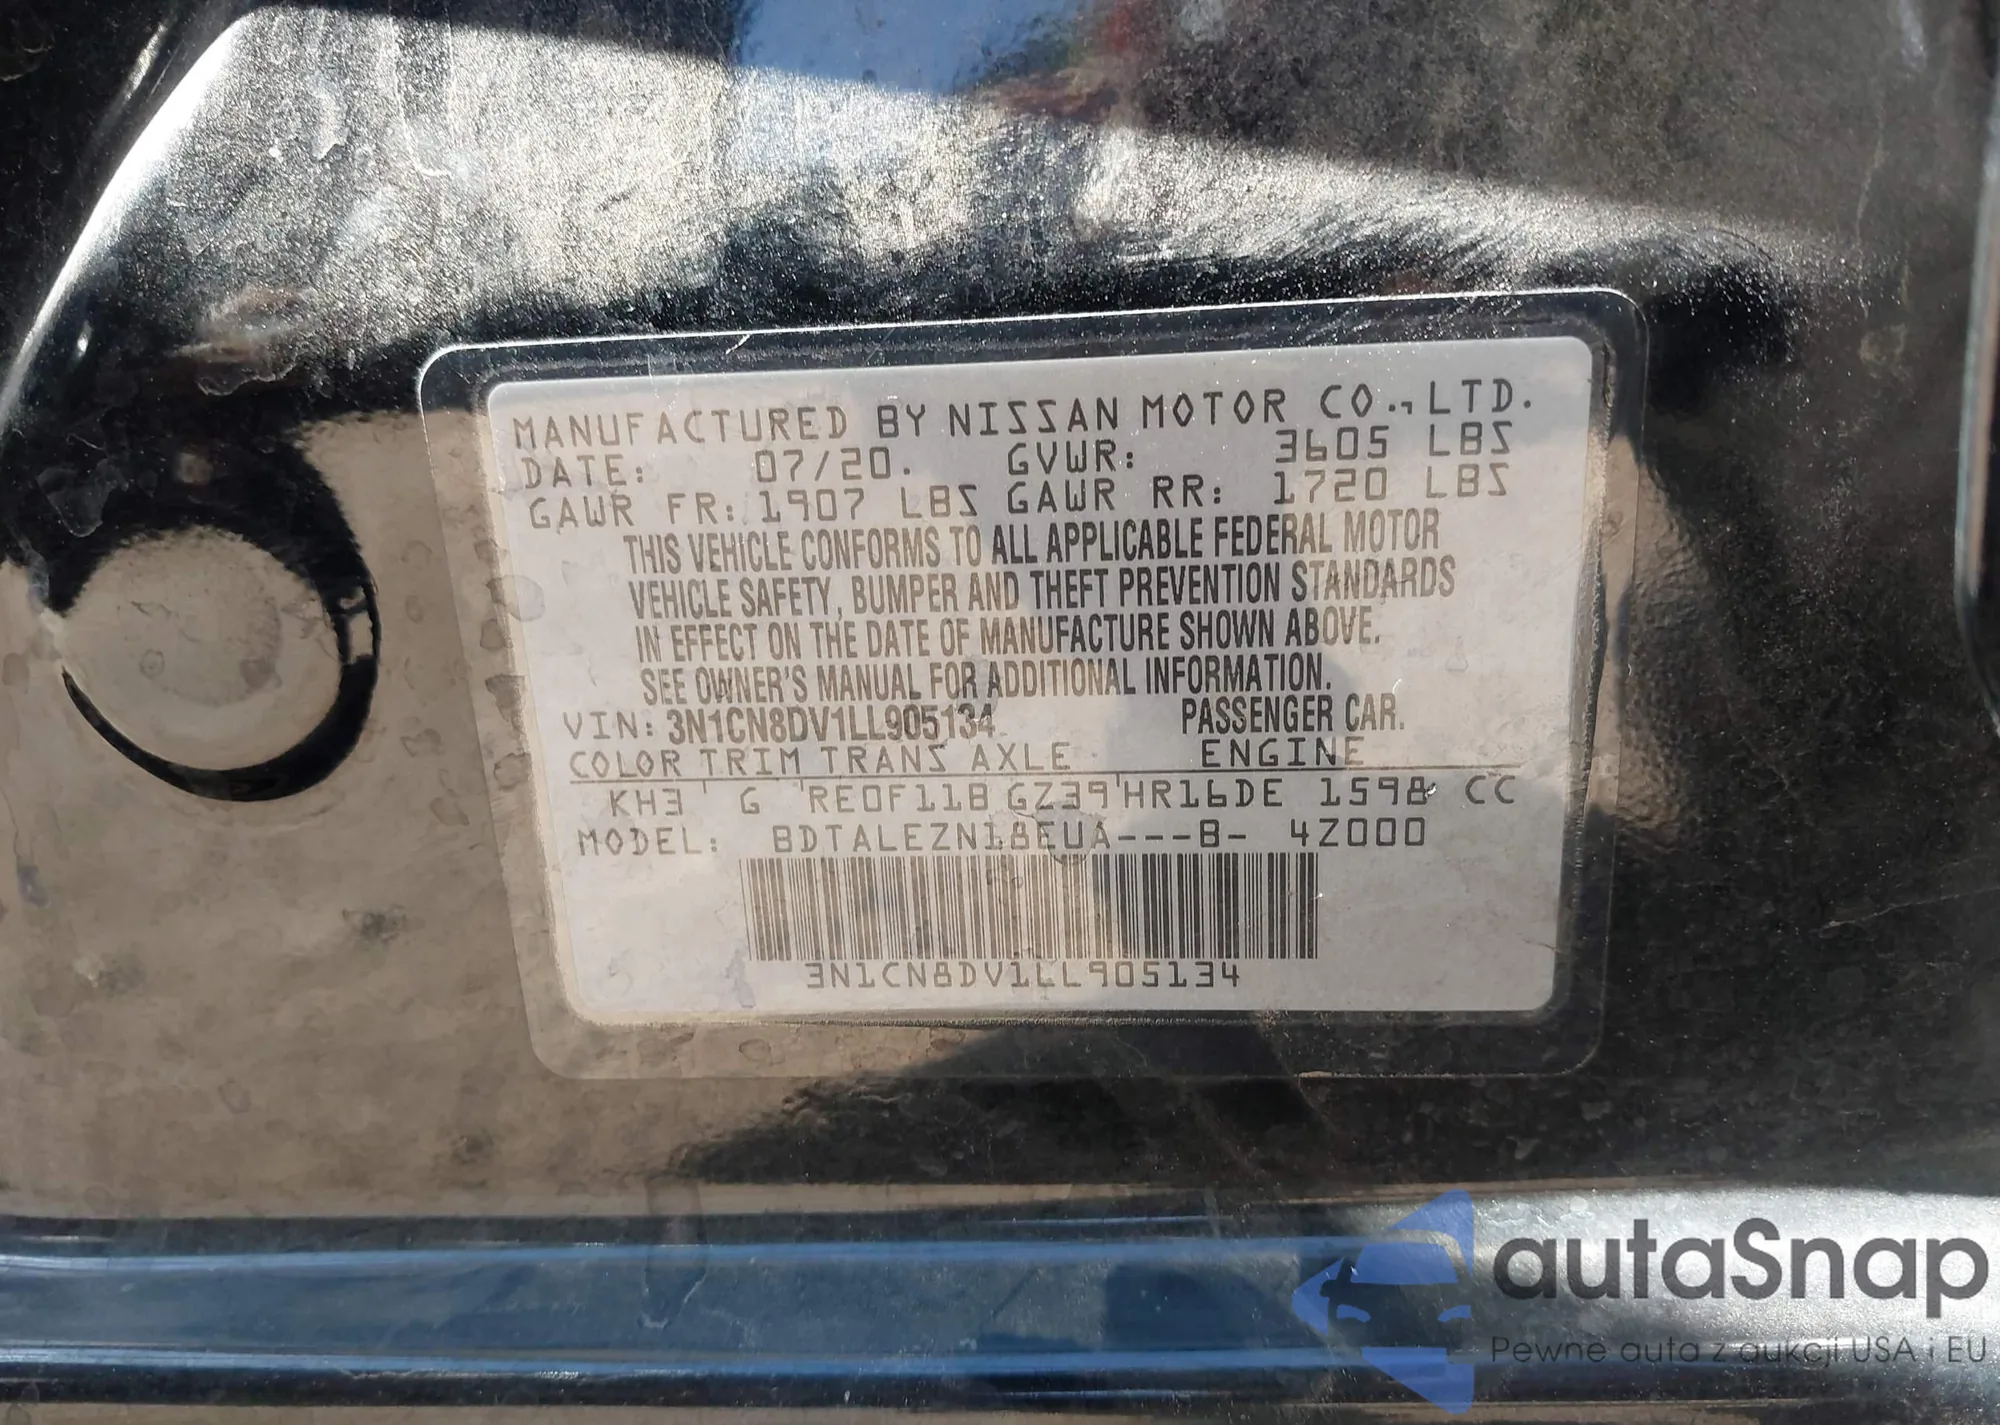 MANUFACTURED BY NISSAN MOTOR CO., LTD.
DATE: 07/20. GVWR: 3605 LBS
GAWR FR: 1907 LBS GAWR RR: 1720 LBS
THIS VEHICLE CONFORMS TO ALL APPLICABLE FEDERAL MOTOR
VEHICLE SAFETY, BUMPER AND THEFT PREVENTION STANDARDS
IN EFFECT ON THE DATE OF MANUFACTURE SHOWN ABOVE.
SEE OWNER'S MANUAL FOR ADDITIONAL INFORMATION.
VIN: 3N1CN8DV1LL905134 PASSENGER CAR.
COLOR TRIM TRANS AXLE ENGINE
KH3 G RE0F11B GZ39 HR16DE 1598 CC
MODEL: BDTALEZN18EUA---B- 4Z000
3N1CN8DV1LL905134
autaSnap
Pewne auta z aukcji USA i EU